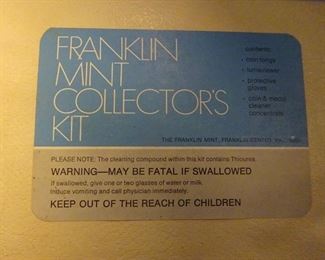 FRANKLIN
MINT
COLLECTOR'S
KIT
contents:
• coin tongs
• protective
gloves
• coin & medal
cleaner
concentrate
THE FRANKLIN MINT, FRANKLIN CENTER, PA.
PLEASE NOTE: The cleaning compound within this kit contains Thiourea.
WARNING—MAY BE FATAL IF SWALLOWED
If swallowed, give one or two glasses of water or milk.
Induce vomiting and call physician immediately.
KEEP OUT OF THE REACH OF CHILDREN